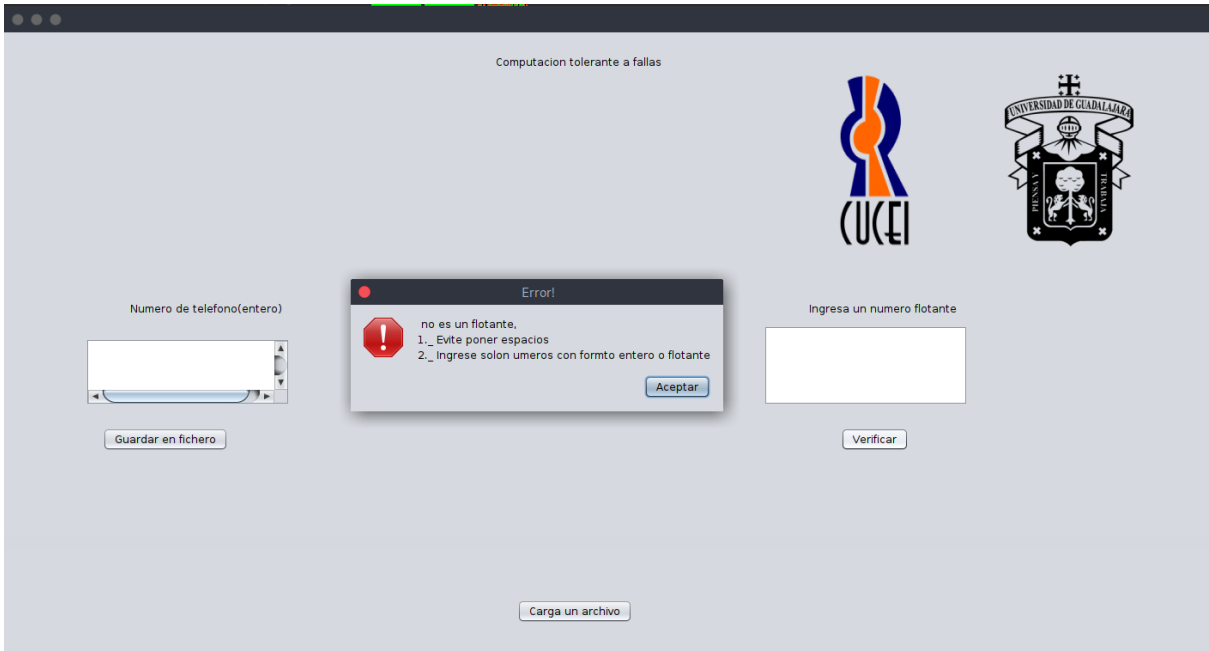 Computacion tolerante a fallas
CUCEI
UNIVERSIDAD DE GUADALAJARA
PIENSA Y
TRABAJA
Numero de telefono(entero)
Error!
no es un flotante,
1._ Evite poner espacios
2._ Ingrese solon umeros con formto entero o flotante
Aceptar
Ingresa un numero flotante
Guardar en fichero
Verificar
Carga un archivo